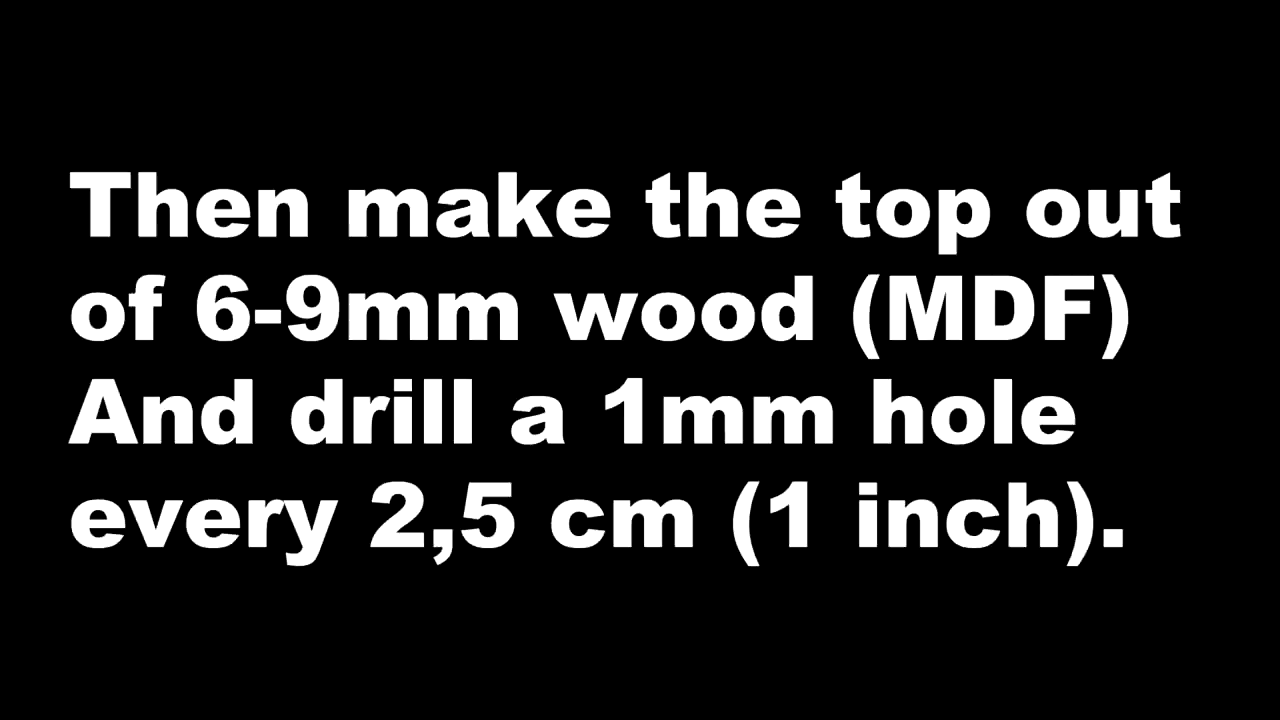 Then make the top out
of 6-9mm wood (MDF)
And drill a 1mm hole
every 2,5 cm (1 inch).